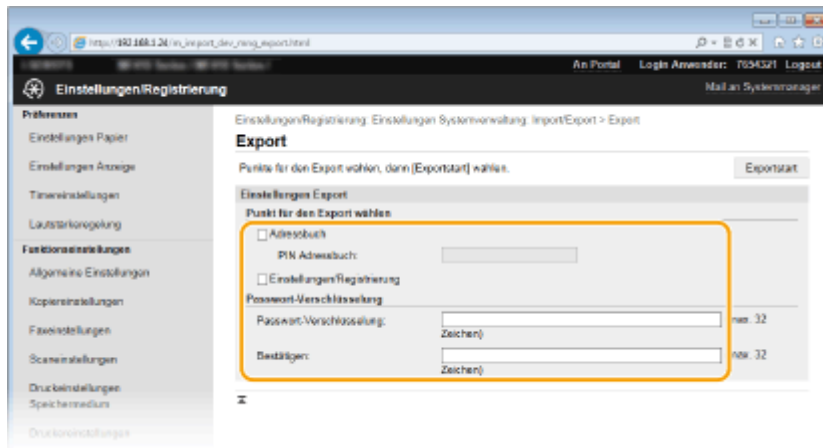 http://192.168.1.24/m_import_dev_mng_export.html
An Portal Login Anwender: 7654321 Logout
Einstellungen/Registrierung
Mail an Systemmanager
Präferenzen
Einstellungen Papier
Einstellungen Anzeige
Timereinstellungen
Lautstärkeregelung
Funktionseinstellungen
Allgemeine Einstellungen
Kopiereinstellungen
Faxeinstellungen
Scaneinstellungen
Druckeinstellungen
Speichermedium
Druckereinstellungen
Einstellungen/Registrierung: Einstellungen Systemverwaltung: Import/Export > Export
Export
Punkte für den Export wählen, dann [Exportstart] wählen.
Exportstart
Einstellungen Export
Punkt für den Export wählen
Adressbuch
PIN Adressbuch:
Einstellungen/Registrierung
Passwort-Verschlüsselung
Passwort-Verschlüsselung:
max. 32
Zeichen)
Bestätigen:
max. 32
Zeichen)